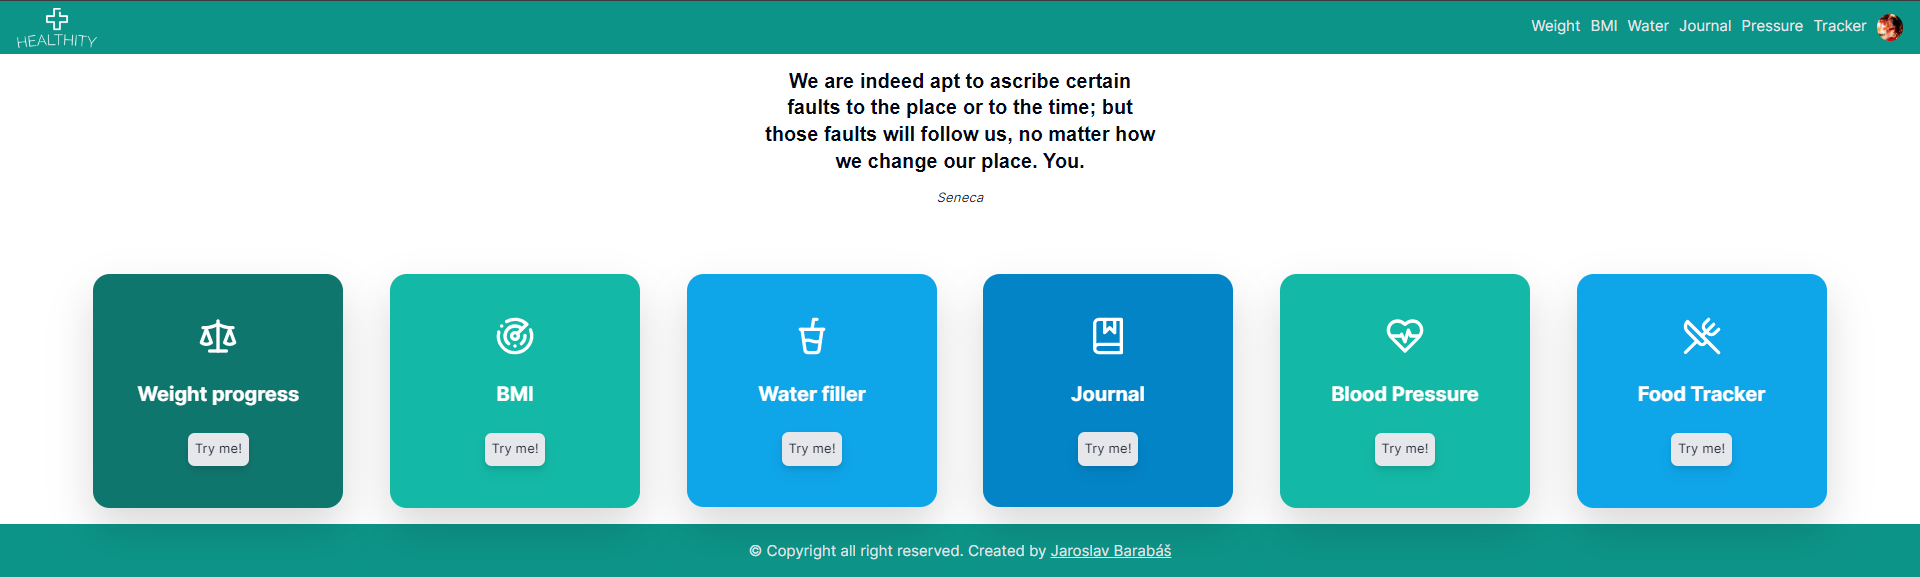 HEALTHITY
Weight BMI Water Journal Pressure Tracker
We are indeed apt to ascribe certain
faults to the place or to the time; but
those faults will follow us, no matter how
we change our place. You.
Seneca
Weight progress
Try me!
BMI
Try me!
Water filler
Try me!
Journal
Try me!
Blood Pressure
Try me!
Food Tracker
Try me!
© Copyright all right reserved. Created by Jaroslav Barabáš